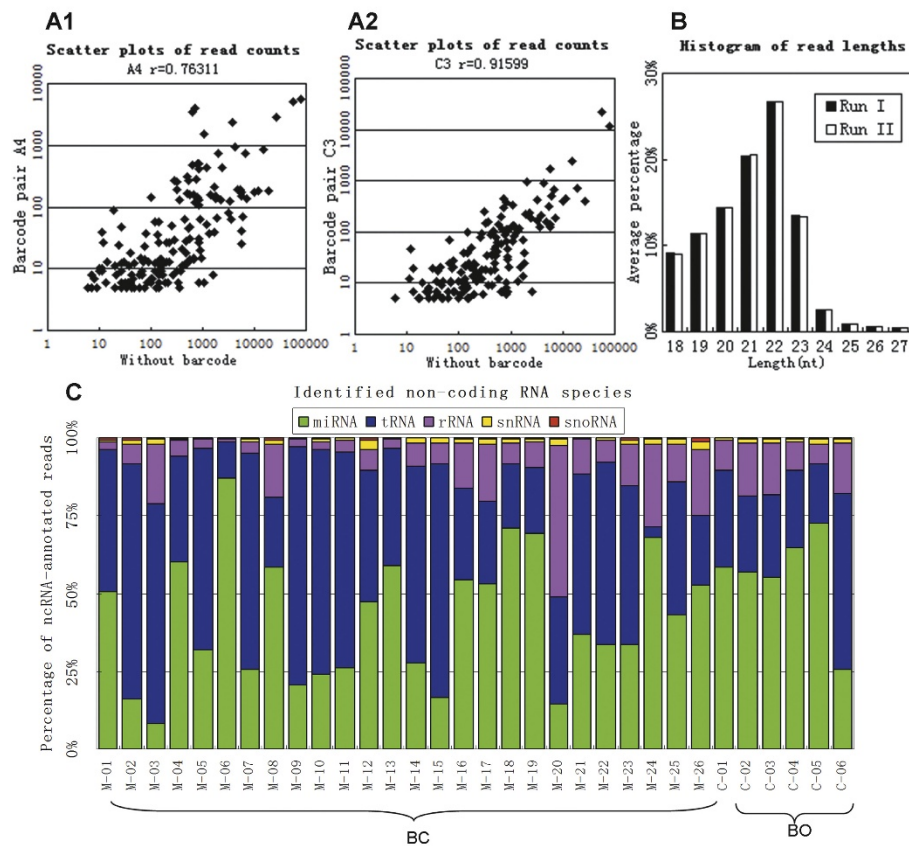 A1
Scatter plots of read counts
A4 r=0.76311
Barcode pair A4
100000
10000
1000
100
10
1
1 10 100 1000 10000 100000
Without barcode
A2
Scatter plots of read counts
C3 r=0.91599
Barcode pair C3
100000
10000
1000
100
10
1
1 10 100 1000 10000 100000
Without barcode
B
Histogram of read lengths
Average percentage
30%
20%
10%
0%
Run I
Run II
18 19 20 21 22 23 24 25 26 27
Length(nt)
C
Identified non-coding RNA species
miRNA tRNA rRNA snRNA snoRNA
Percentage of ncRNA-annotated reads
100%
75%
50%
25%
0%
M-01 M-02 M-03 M-04 M-05 M-06 M-07 M-08 M-09 M-10 M-11 M-12 M-13 M-14 M-15 M-16 M-17 M-18 M-19 M-20 M-21 M-22 M-23 M-24 M-25 M-26 C-01 C-02 C-03 C-04 C-05 C-06
BC BO